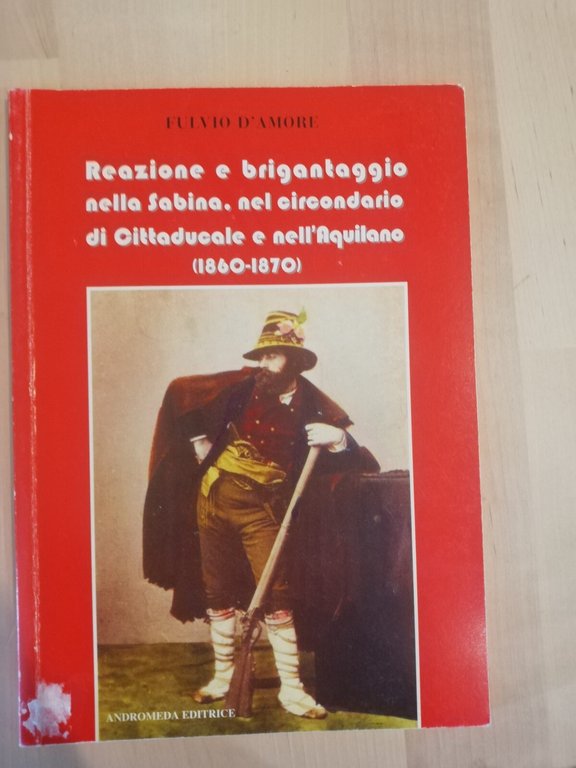 FULVIO D'AMORE
Reazione e brigantaggio
nella Sabina, nel circondario
di Cittaducale e nell'Aquilano
(1860-1870)
ANDROMEDA EDITRICE